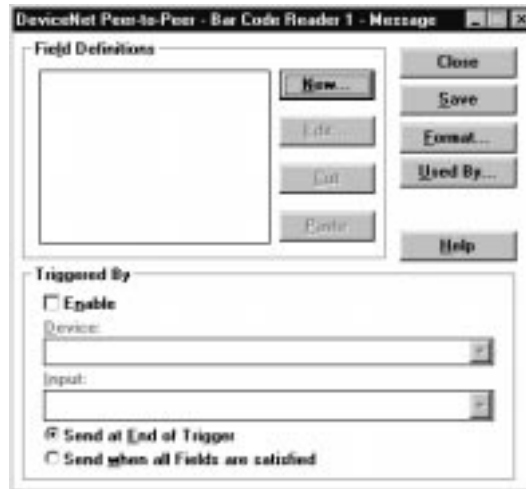 DeviceNet Peer-to-Peer - Bar Code Reader 1 - Message
Field Definitions
New...
Edit...
Cut
Paste
Close
Save
Format...
Used By...
Help
Triggered By
Enable
Device:
Input:
Send at End of Trigger
Send when all Fields are satisfied